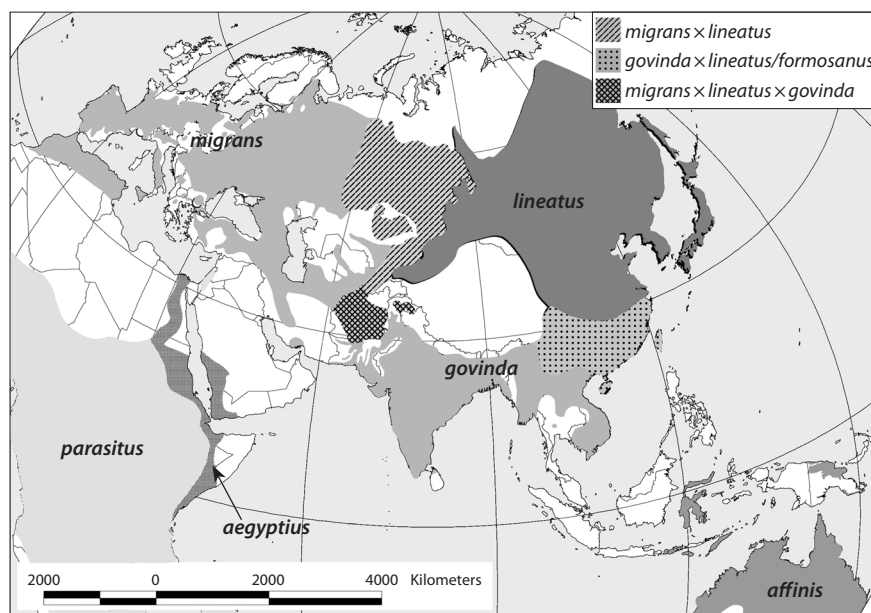 migrans × lineatus
govinda × lineatus/formosanus
migrans × lineatus × govinda
migrans
lineatus
govinda
parasitus
aegyptius
affinis
2000 0 2000 4000 Kilometers